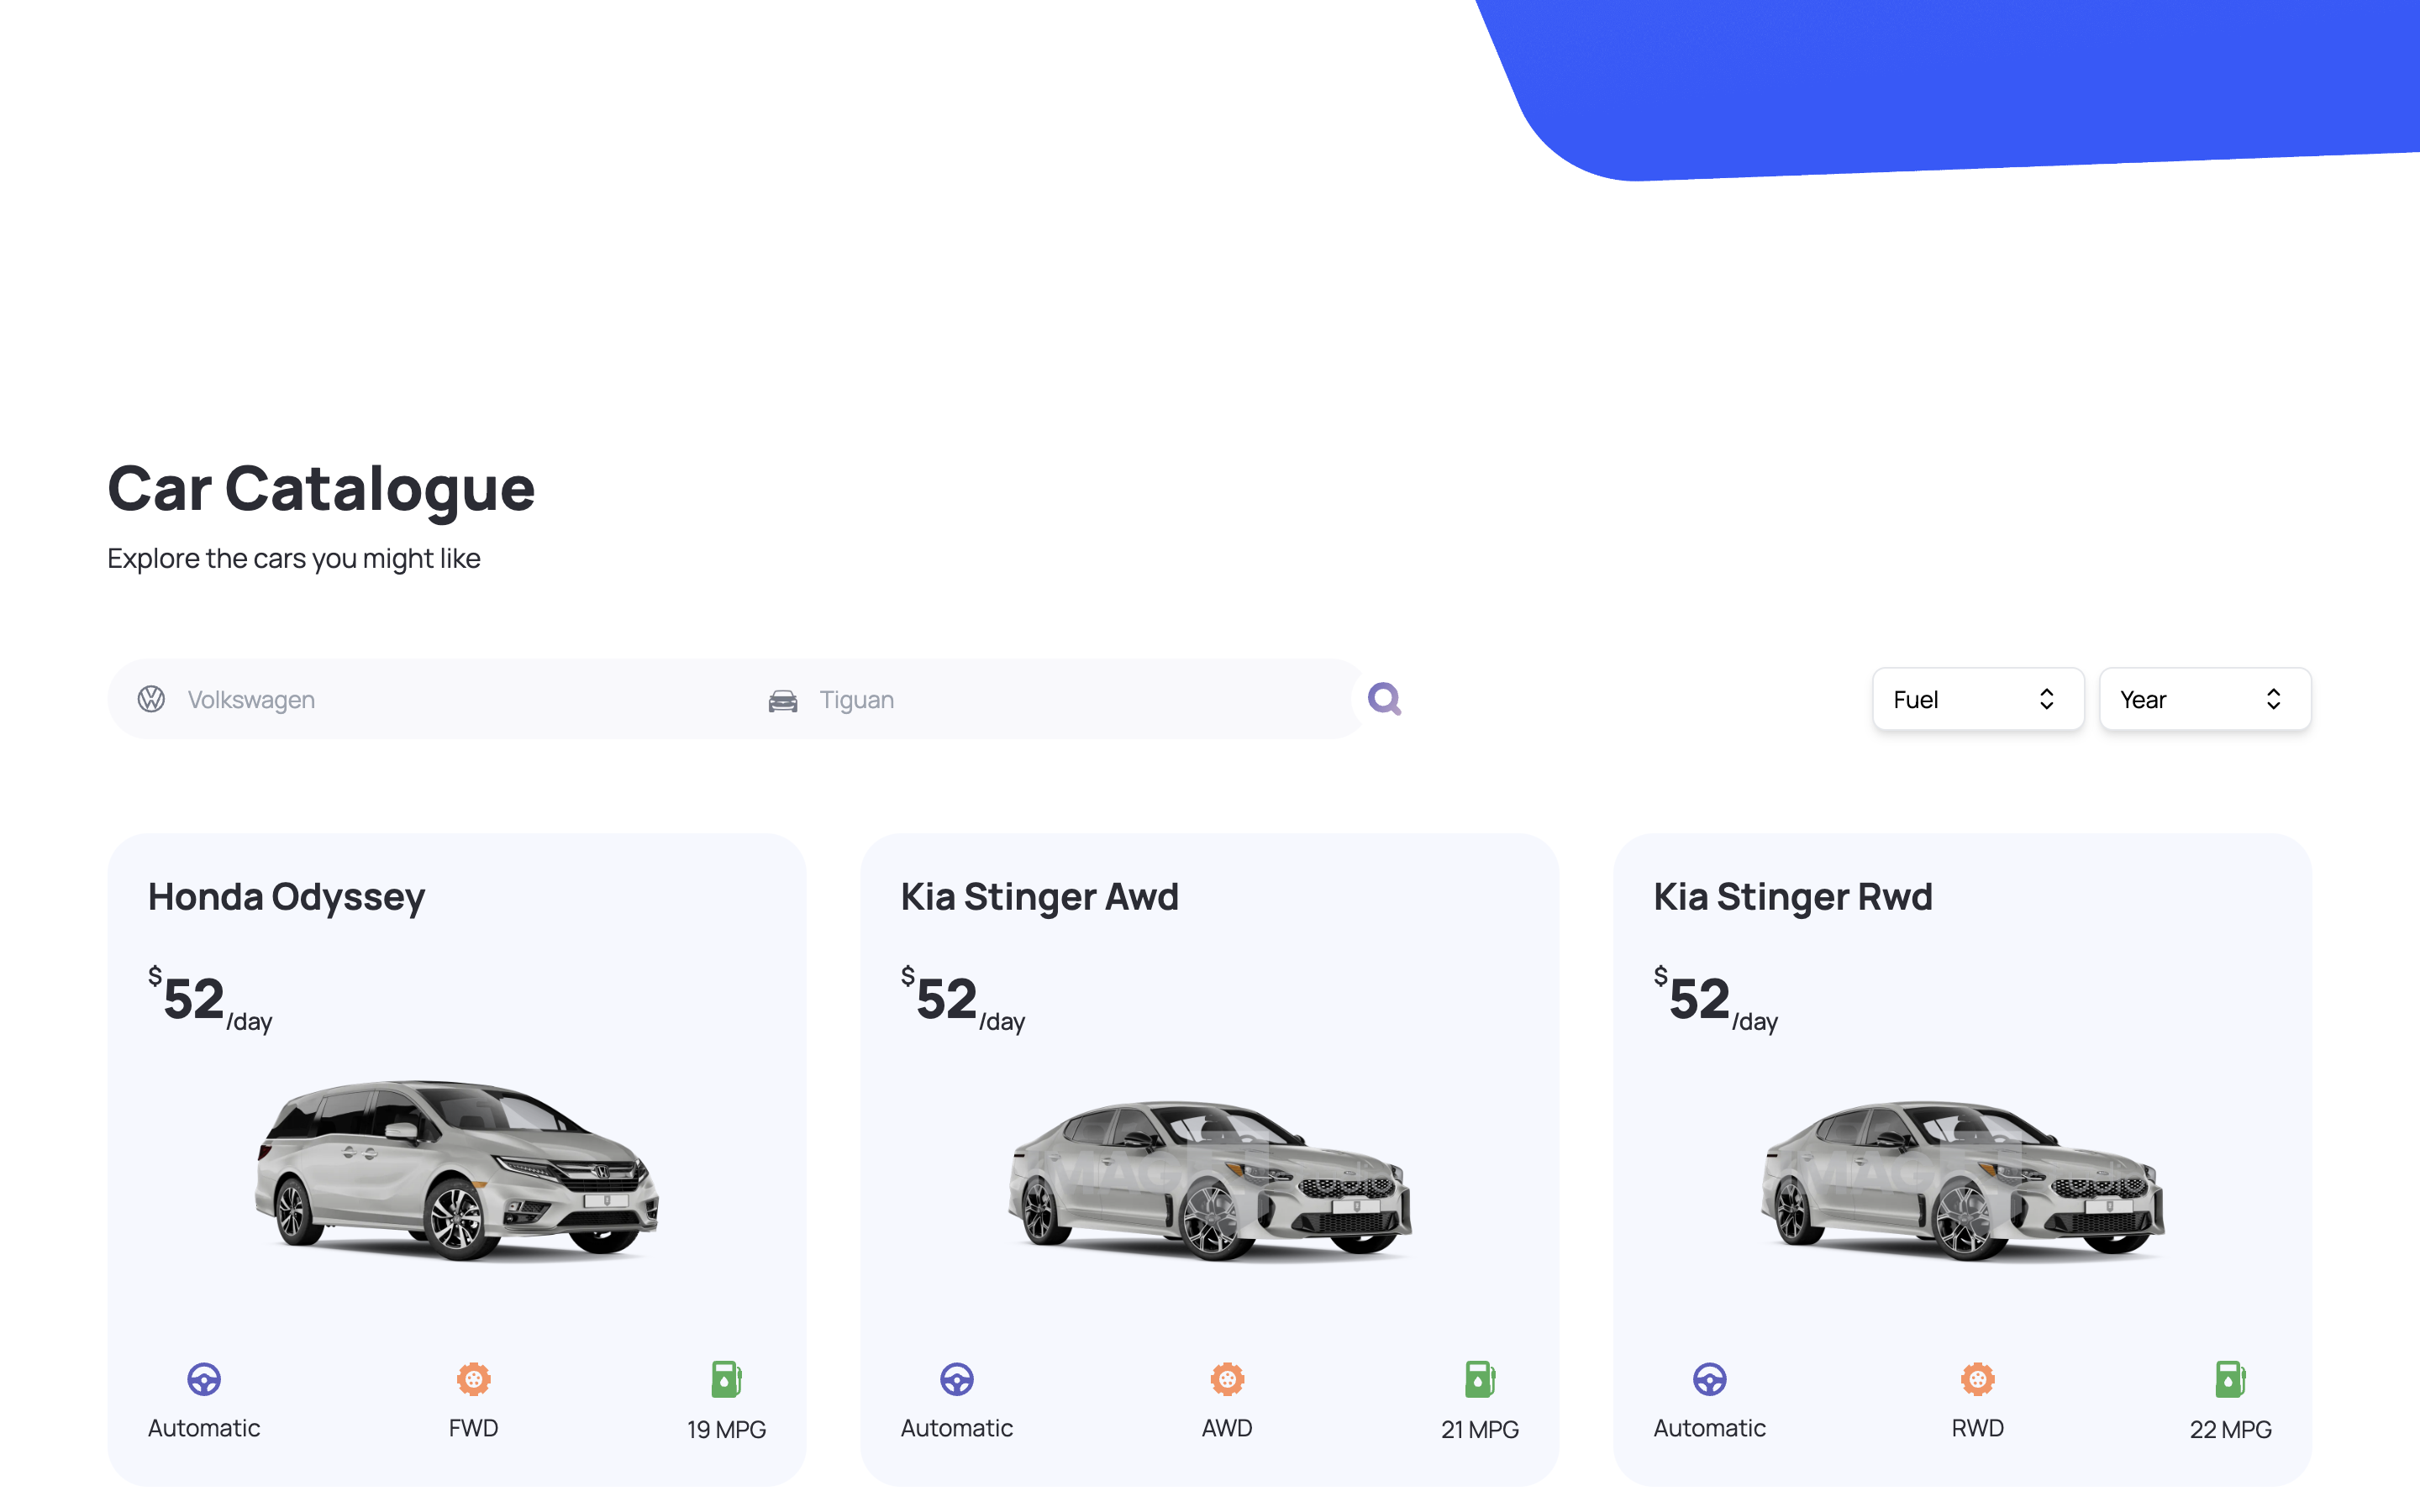 Car Catalogue
Explore the cars you might like
Volkswagen
Tiguan
Fuel
Year
Honda Odyssey
$52/day
Automatic
FWD
19 MPG
Kia Stinger Awd
$52/day
Automatic
AWD
21 MPG
Kia Stinger Rwd
$52/day
Automatic
RWD
22 MPG